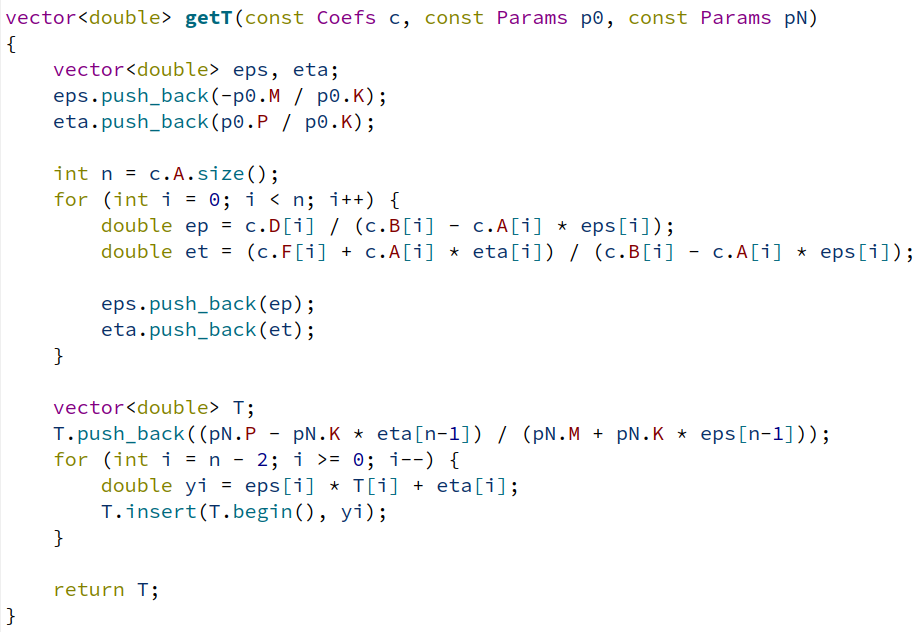 vector<double> getT(const Coefs c, const Params p0, const Params pN)
{
    vector<double> eps, eta;
    eps.push_back(-p0.M / p0.K);
    eta.push_back(p0.P / p0.K);

    int n = c.A.size();
    for (int i = 0; i < n; i++) {
        double ep = c.D[i] / (c.B[i] - c.A[i] * eps[i]);
        double et = (c.F[i] + c.A[i] * eta[i]) / (c.B[i] - c.A[i] * eps[i]);

        eps.push_back(ep);
        eta.push_back(et);
    }

    vector<double> T;
    T.push_back((pN.P - pN.K * eta[n-1]) / (pN.M + pN.K * eps[n-1]));
    for (int i = n - 2; i >= 0; i--) {
        double yi = eps[i] * T[i] + eta[i];
        T.insert(T.begin(), yi);
    }

    return T;
}